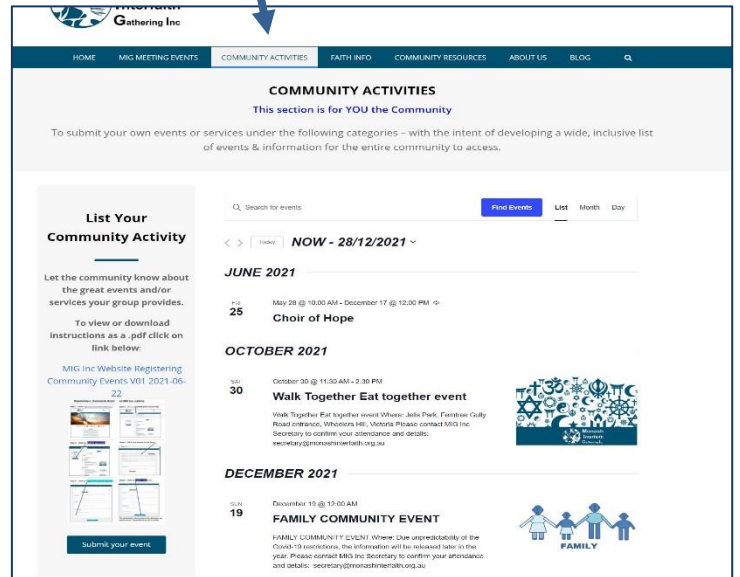 Gathering Inc
HOME MIG MEETING EVENTS COMMUNITY ACTIVITIES FAITH INFO COMMUNITY RESOURCES ABOUT US BLOG
COMMUNITY ACTIVITIES
This section is for YOU the Community
To submit your own events or services under the following categories – with the intent of developing a wide, inclusive list
of events & information for the entire community to access.
List Your
Community Activity
Let the community know about
the great events and/or
services your group provides.
To view or download
instructions as a .pdf click on
link below:
MIG Inc Website Registering
Community Events V01 2021-06-
22
Submit your event
Search for events
Find Events List Month Day
< > Today NOW - 28/12/2021
JUNE 2021
FRI
25
May 28 @ 10:00 AM - December 17 @ 12:00 PM
Choir of Hope
OCTOBER 2021
SAT
30
October 30 @ 11:30 AM - 2:30 PM
Walk Together Eat together event
Walk Together Eat together event Where: Jells Park, Ferntree Gully
Road entrance, Wheelers Hill, Victoria Please contact MIG Inc
Secretary to confirm your attendance and details:
secretary@monashinterfaith.org.au
Monash
Interfaith
Gathering
DECEMBER 2021
SUN
19
December 19 @ 12:00 AM
FAMILY COMMUNITY EVENT
FAMILY COMMUNITY EVENT Where: Due unpredictability of the
Covid-19 restrictions, the information will be released later in the
year. Please contact MIG Inc Secretary to confirm your attendance
and details: secretary@monashinterfaith.org.au
FAMILY